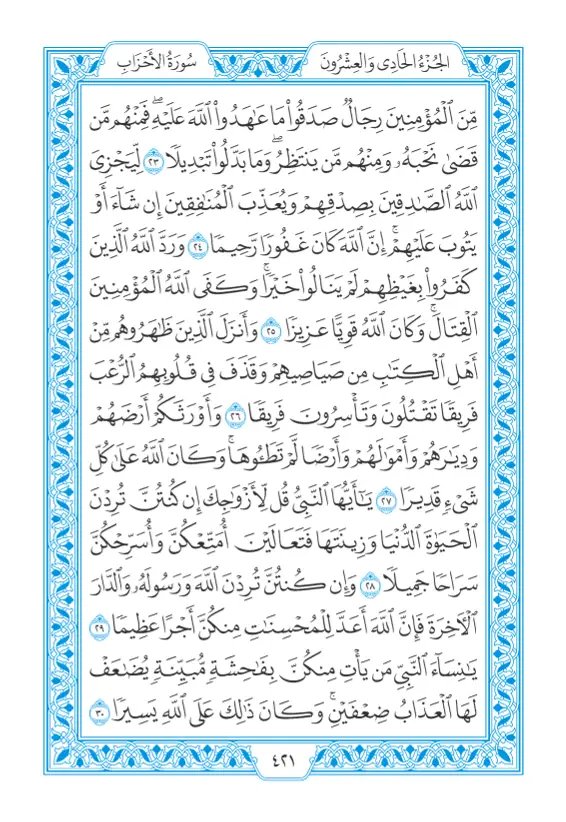 الجُزْءُ الحَادِى وَالعِشْرُونَ
سُورَةُ الأَحْزَابِ
مِّنَ ٱلْمُؤْمِنِينَ رِجَالٌ صَدَقُوا۟ مَا عَٰهَدُوا۟ ٱللَّهَ عَلَيْهِ ۖ فَمِنْهُم مَّن
قَضَىٰ نَحْبَهُۥ وَمِنْهُم مَّن يَنتَظِرُ ۖ وَمَا بَدَّلُوا۟ تَبْدِيلًا ٢٣ لِّيَجْزِىَ
ٱللَّهُ ٱلصَّٰدِقِينَ بِصِدْقِهِمْ وَيُعَذِّبَ ٱلْمُنَٰفِقِينَ إِن شَآءَ أَوْ
يَتُوبَ عَلَيْهِمْ ۚ إِنَّ ٱللَّهَ كَانَ غَفُورًا رَّحِيمًا ٢٤ وَرَدَّ ٱللَّهُ ٱلَّذِينَ
كَفَرُوا۟ بِغَيْظِهِمْ لَمْ يَنَالُوا۟ خَيْرًا ۚ وَكَفَى ٱللَّهُ ٱلْمُؤْمِنِينَ
ٱلْقِتَالَ ۚ وَكَانَ ٱللَّهُ قَوِيًّا عَزِيزًا ٢٥ وَأَنزَلَ ٱلَّذِينَ ظَٰهَرُوهُم مِّنْ
أَهْلِ ٱلْكِتَٰبِ مِن صَيَاصِيهِمْ وَقَذَفَ فِى قُلُوبِهِمُ ٱلرُّعْبَ
فَرِيقًا تَقْتُلُونَ وَتَأْسِرُونَ فَرِيقًا ٢٦ وَأَوْرَثَكُمْ أَرْضَهُمْ
وَدِيَٰرَهُمْ وَأَمْوَٰلَهُمْ وَأَرْضًا لَّمْ تَطَـُٔوهَا ۚ وَكَانَ ٱللَّهُ عَلَىٰ كُلِّ
شَىْءٍ قَدِيرًا ٢٧ يَٰٓأَيُّهَا ٱلنَّبِىُّ قُل لِّأَزْوَٰجِكَ إِن كُنتُنَّ تُرِدْنَ
ٱلْحَيَوٰةَ ٱلدُّنْيَا وَزِينَتَهَا فَتَعَالَيْنَ أُمَتِّعْكُنَّ وَأُسَرِّحْكُنَّ
سَرَاحًا جَمِيلًا ٢٨ وَإِن كُنتُنَّ تُرِدْنَ ٱللَّهَ وَرَسُولَهُۥ وَٱلدَّارَ
ٱلْءَاخِرَةَ فَإِنَّ ٱللَّهَ أَعَدَّ لِلْمُحْسِنَٰتِ مِنكُنَّ أَجْرًا عَظِيمًا ٢٩
يَٰنِسَآءَ ٱلنَّبِىِّ مَن يَأْتِ مِنكُنَّ بِفَٰحِشَةٍ مُّبَيِّنَةٍ يُضَٰعَفْ
لَهَا ٱلْعَذَابُ ضِعْفَيْنِ ۚ وَكَانَ ذَٰلِكَ عَلَى ٱللَّهِ يَسِيرًا ٣٠
٤٢١